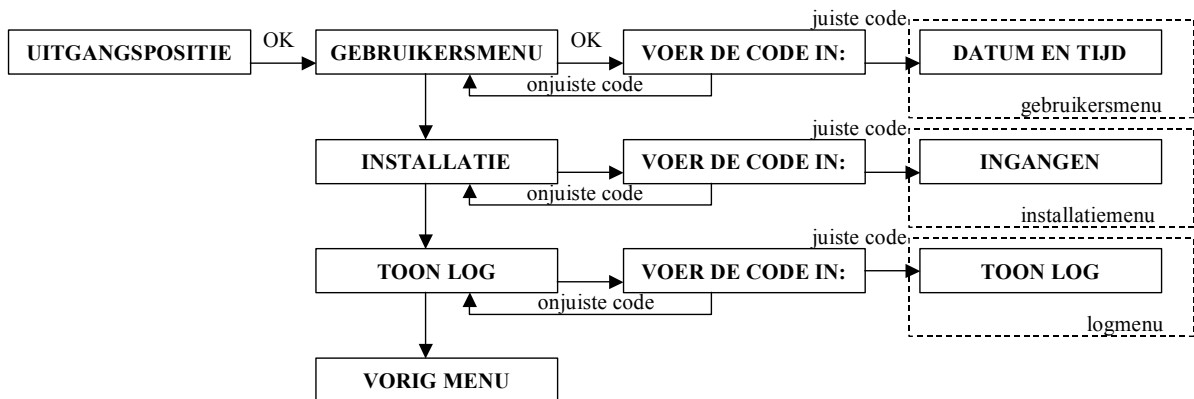 juiste code
UITGANGSPOSITIE
OK
GEBRUIKERSMENU
OK
VOER DE CODE IN:
DATUM EN TIJD
onjuiste code
gebruikersmenu
juiste code
INSTALLATIE
VOER DE CODE IN:
INGANGEN
onjuiste code
installatiemenu
juiste code
TOON LOG
VOER DE CODE IN:
TOON LOG
onjuiste code
logmenu
VORIG MENU